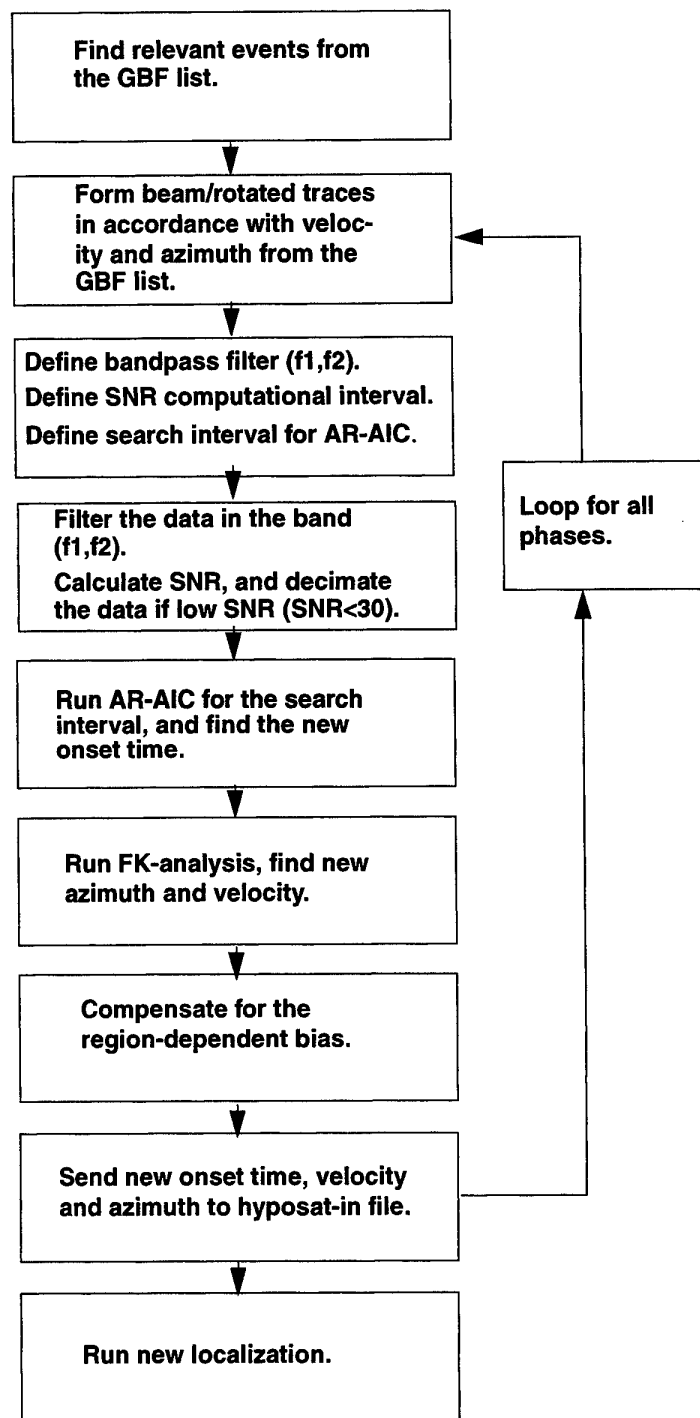 Find relevant events from
the GBF list.
Form beam/rotated traces
in accordance with veloc-
ity and azimuth from the
GBF list.
Define bandpass filter (f1,f2).
Define SNR computational interval.
Define search interval for AR-AIC.
Filter the data in the band
(f1,f2).
Calculate SNR, and decimate
the data if low SNR (SNR<30).
Loop for all
phases.
Run AR-AIC for the search
interval, and find the new
onset time.
Run FK-analysis, find new
azimuth and velocity.
Compensate for the
region-dependent bias.
Send new onset time, velocity
and azimuth to hyposat-in file.
Run new localization.